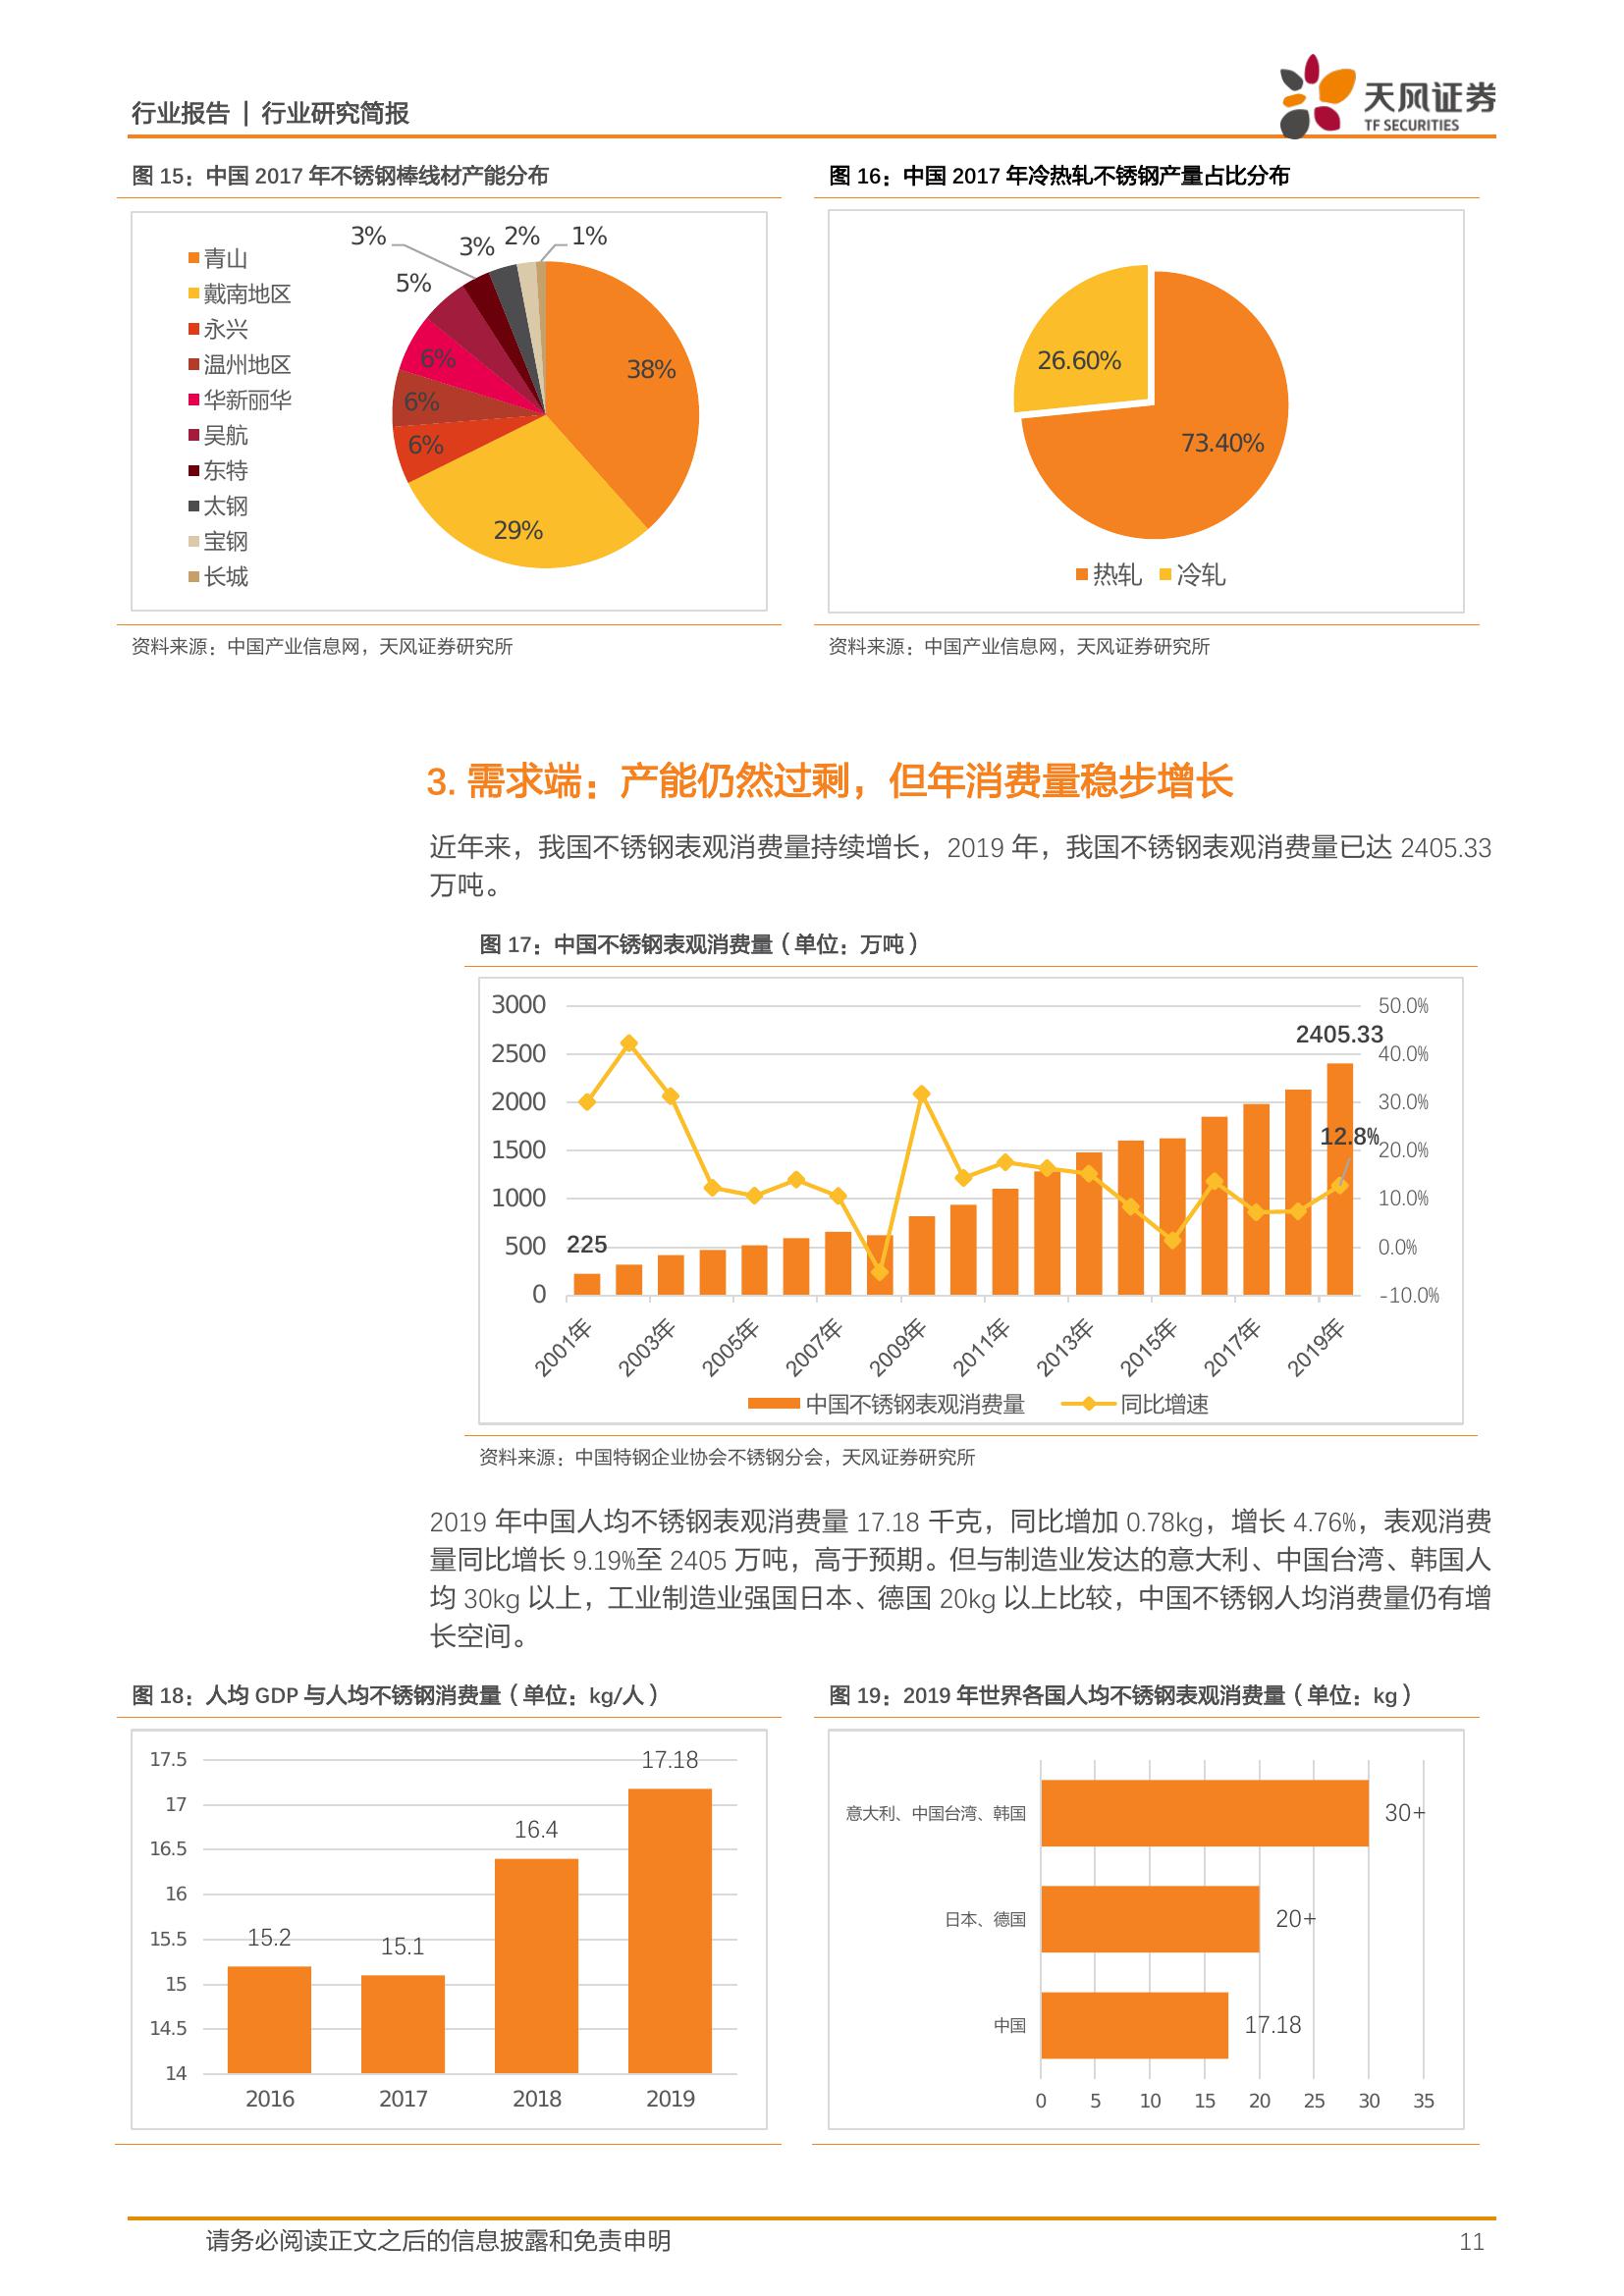 行业报告 | 行业研究简报
天风证券
TF SECURITIES
图 15：中国 2017 年不锈钢棒线材产能分布
青山
戴南地区
永兴
温州地区
华新丽华
吴航
东特
太钢
宝钢
长城
3%
3%
2%
1%
5%
6%
6%
6%
38%
29%
资料来源：中国产业信息网，天风证券研究所
图 16：中国 2017 年冷热轧不锈钢产量占比分布
26.60%
73.40%
热轧 冷轧
资料来源：中国产业信息网，天风证券研究所
3. 需求端：产能仍然过剩，但年消费量稳步增长
近年来，我国不锈钢表观消费量持续增长，2019 年，我国不锈钢表观消费量已达 2405.33
万吨。
图 17：中国不锈钢表观消费量（单位：万吨）
3000
2500
2000
1500
1000
500
0
225
2405.33
12.8%
50.0%
40.0%
30.0%
20.0%
10.0%
0.0%
-10.0%
2001年
2003年
2005年
2007年
2009年
2011年
2013年
2015年
2017年
2019年
中国不锈钢表观消费量 同比增速
资料来源：中国特钢企业协会不锈钢分会，天风证券研究所
2019 年中国人均不锈钢表观消费量 17.18 千克，同比增加 0.78kg，增长 4.76%，表观消费
量同比增长 9.19%至 2405 万吨，高于预期。但与制造业发达的意大利、中国台湾、韩国人
均 30kg 以上，工业制造业强国日本、德国 20kg 以上比较，中国不锈钢人均消费量仍有增
长空间。
图 18：人均 GDP 与人均不锈钢消费量（单位：kg/人）
17.5
17
16.5
16
15.5
15
14.5
14
15.2
15.1
16.4
17.18
2016
2017
2018
2019
图 19：2019 年世界各国人均不锈钢表观消费量（单位：kg）
意大利、中国台湾、韩国
30+
日本、德国
20+
中国
17.18
0 5 10 15 20 25 30 35
请务必阅读正文之后的信息披露和免责申明
11